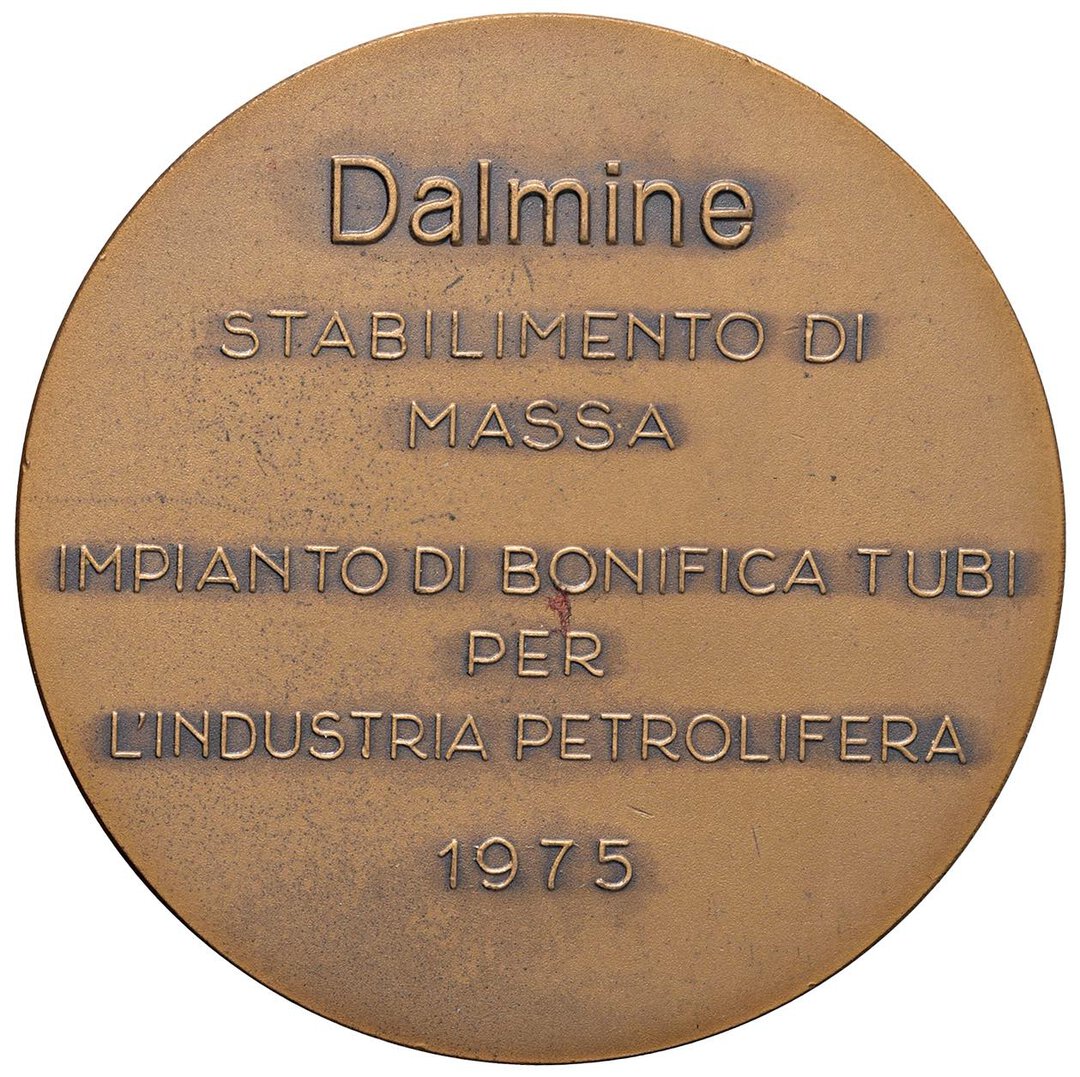 Dalmine
STABILIMENTO DI
MASSA
IMPIANTO DI BONIFICA TUBI
PER
L'INDUSTRIA PETROLIFERA
1975